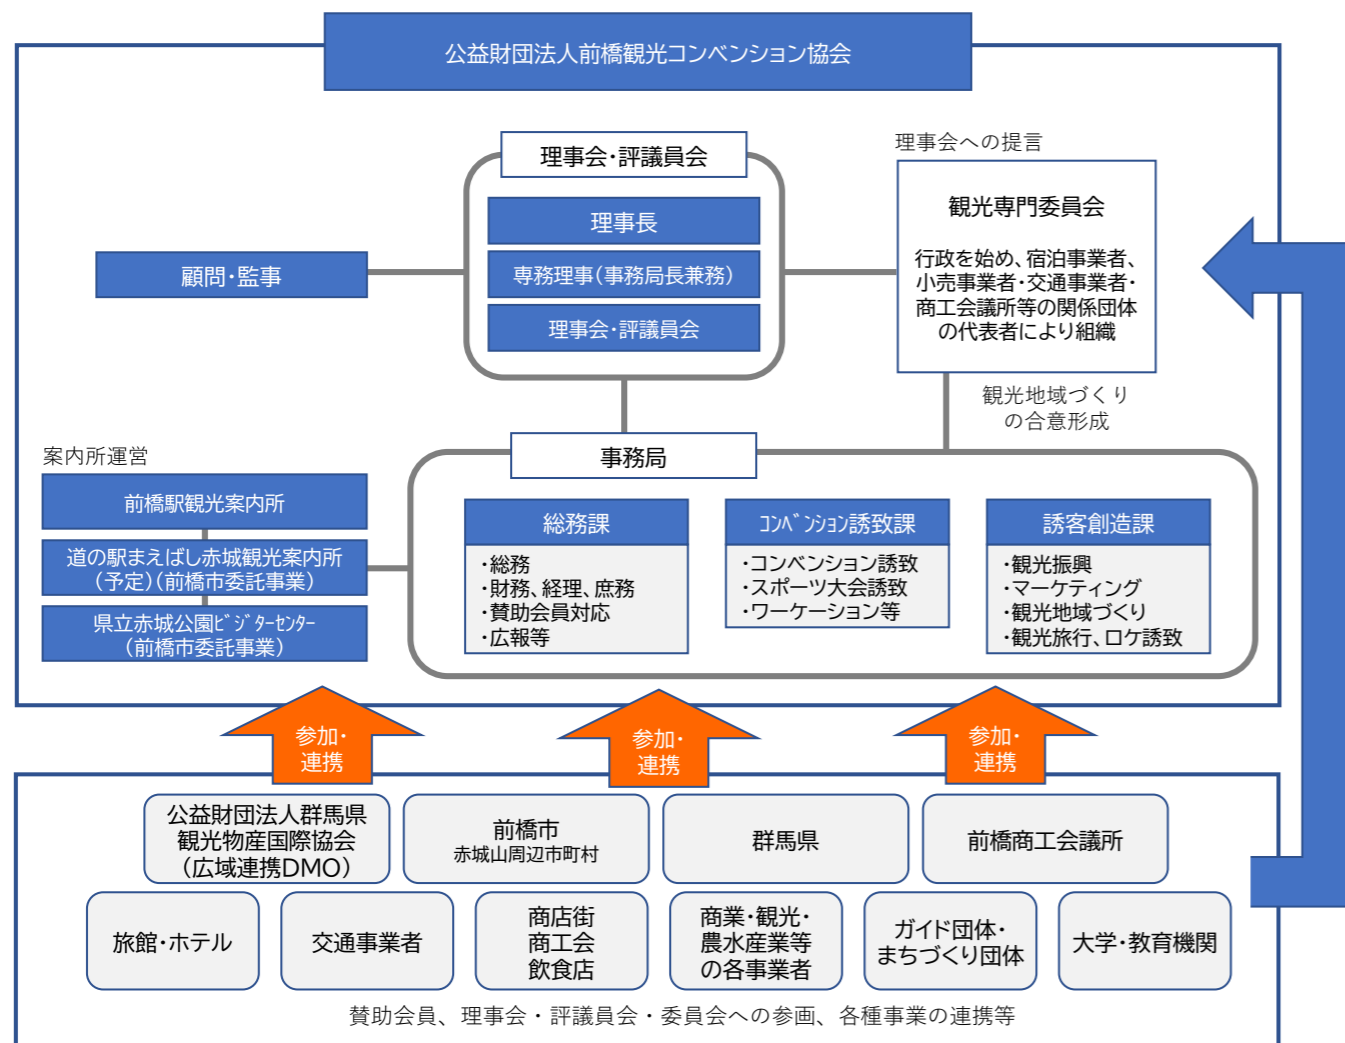 公益財団法人前橋観光コンベンション協会
理事会・評議員会
理事長
専務理事（事務局長兼務）
理事会・評議員会
顧問・監事
理事会への提言
観光専門委員会
行政を始め、宿泊事業者、
小売事業者・交通事業者・
商工会議所等の関係団体
の代表者により組織
観光地域づくり
の合意形成
案内所運営
前橋駅観光案内所
道の駅まえばし赤城観光案内所
（予定）（前橋市委託事業）
県立赤城公園ﾋﾞｼﾞﾀｰｾﾝﾀｰ
（前橋市委託事業）
事務局
総務課
・総務
・財務、経理、庶務
・賛助会員対応
・広報等
ｺﾝﾍﾞﾝｼｮﾝ誘致課
・コンベンション誘致
・スポーツ大会誘致
・ワーケーション等
誘客創造課
・観光振興
・マーケティング
・観光地域づくり
・観光旅行、ロケ誘致
参加・
連携
参加・
連携
参加・
連携
公益財団法人群馬県
観光物産国際協会
（広域連携DMO）
前橋市
赤城山周辺市町村
群馬県
前橋商工会議所
旅館・ホテル
交通事業者
商店街
商工会
飲食店
商業・観光・
農水産業等
の各事業者
ガイド団体・
まちづくり団体
大学・教育機関
賛助会員、理事会・評議員会・委員会への参画、各種事業の連携等